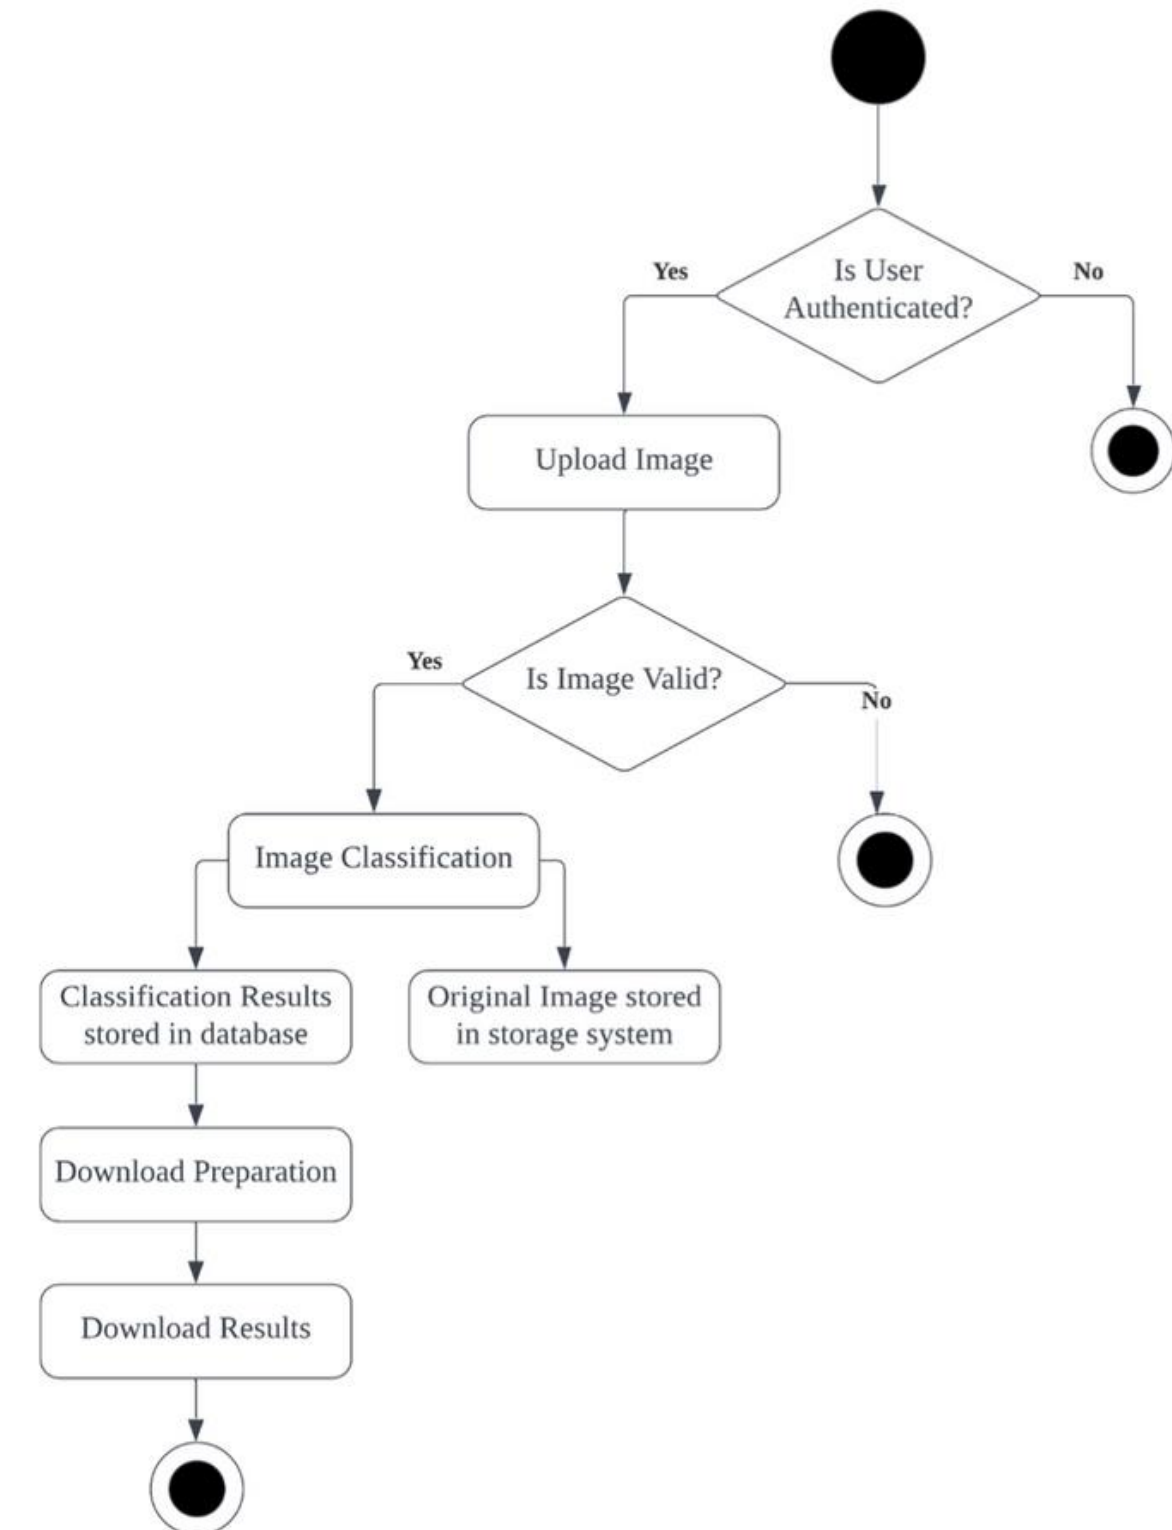 Is User
Authenticated?
Yes
No
Upload Image
Is Image Valid?
Yes
No
Image Classification
Classification Results
stored in database
Original Image stored
in storage system
Download Preparation
Download Results